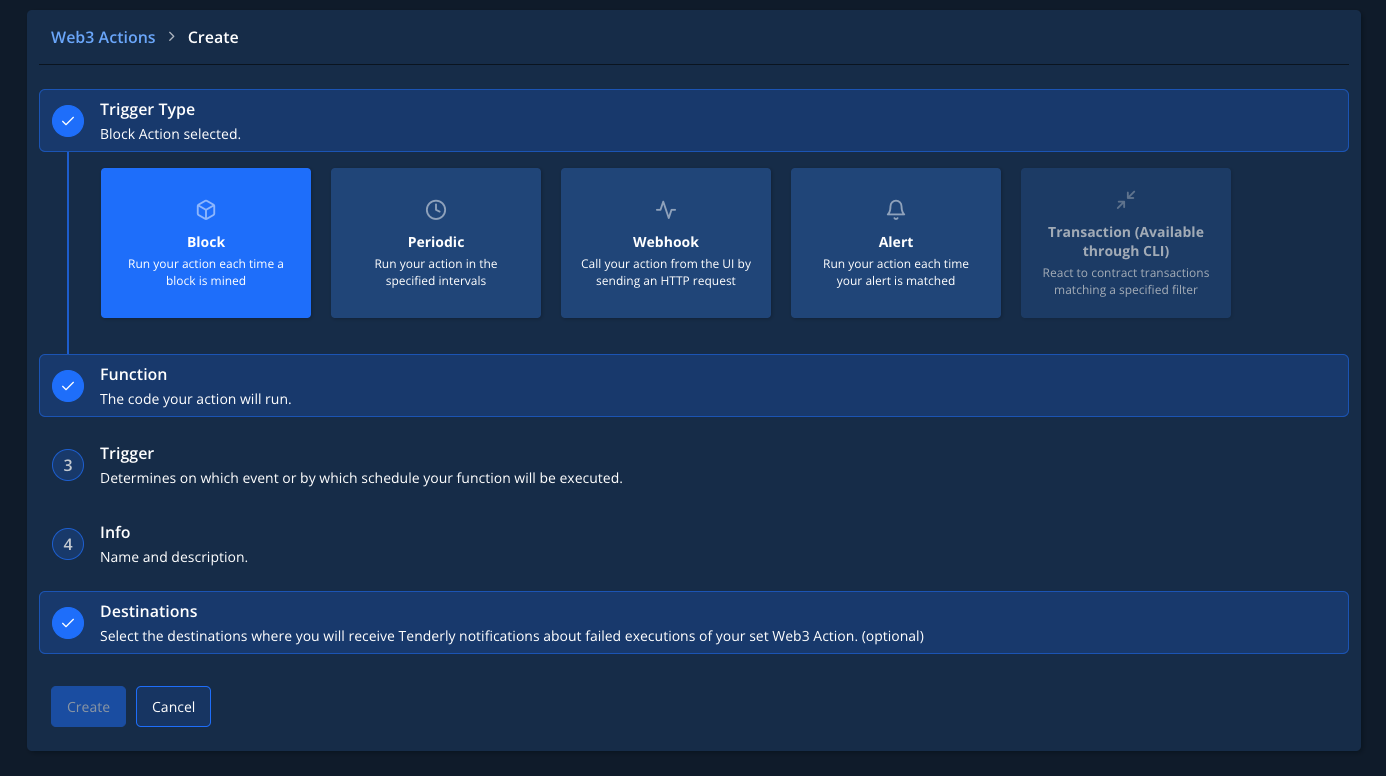 Web3 Actions > Create
Trigger Type
Block Action selected.
Block
Run your action each time a
block is mined
Periodic
Run your action in the
specified intervals
Webhook
Call your action from the UI by
sending an HTTP request
Alert
Run your action each time
your alert is matched
Transaction (Available
through CLI)
React to contract transactions
matching a specified filter
Function
The code your action will run.
3
Trigger
Determines on which event or by which schedule your function will be executed.
4
Info
Name and description.
Destinations
Select the destinations where you will receive Tenderly notifications about failed executions of your set Web3 Action. (optional)
Create
Cancel